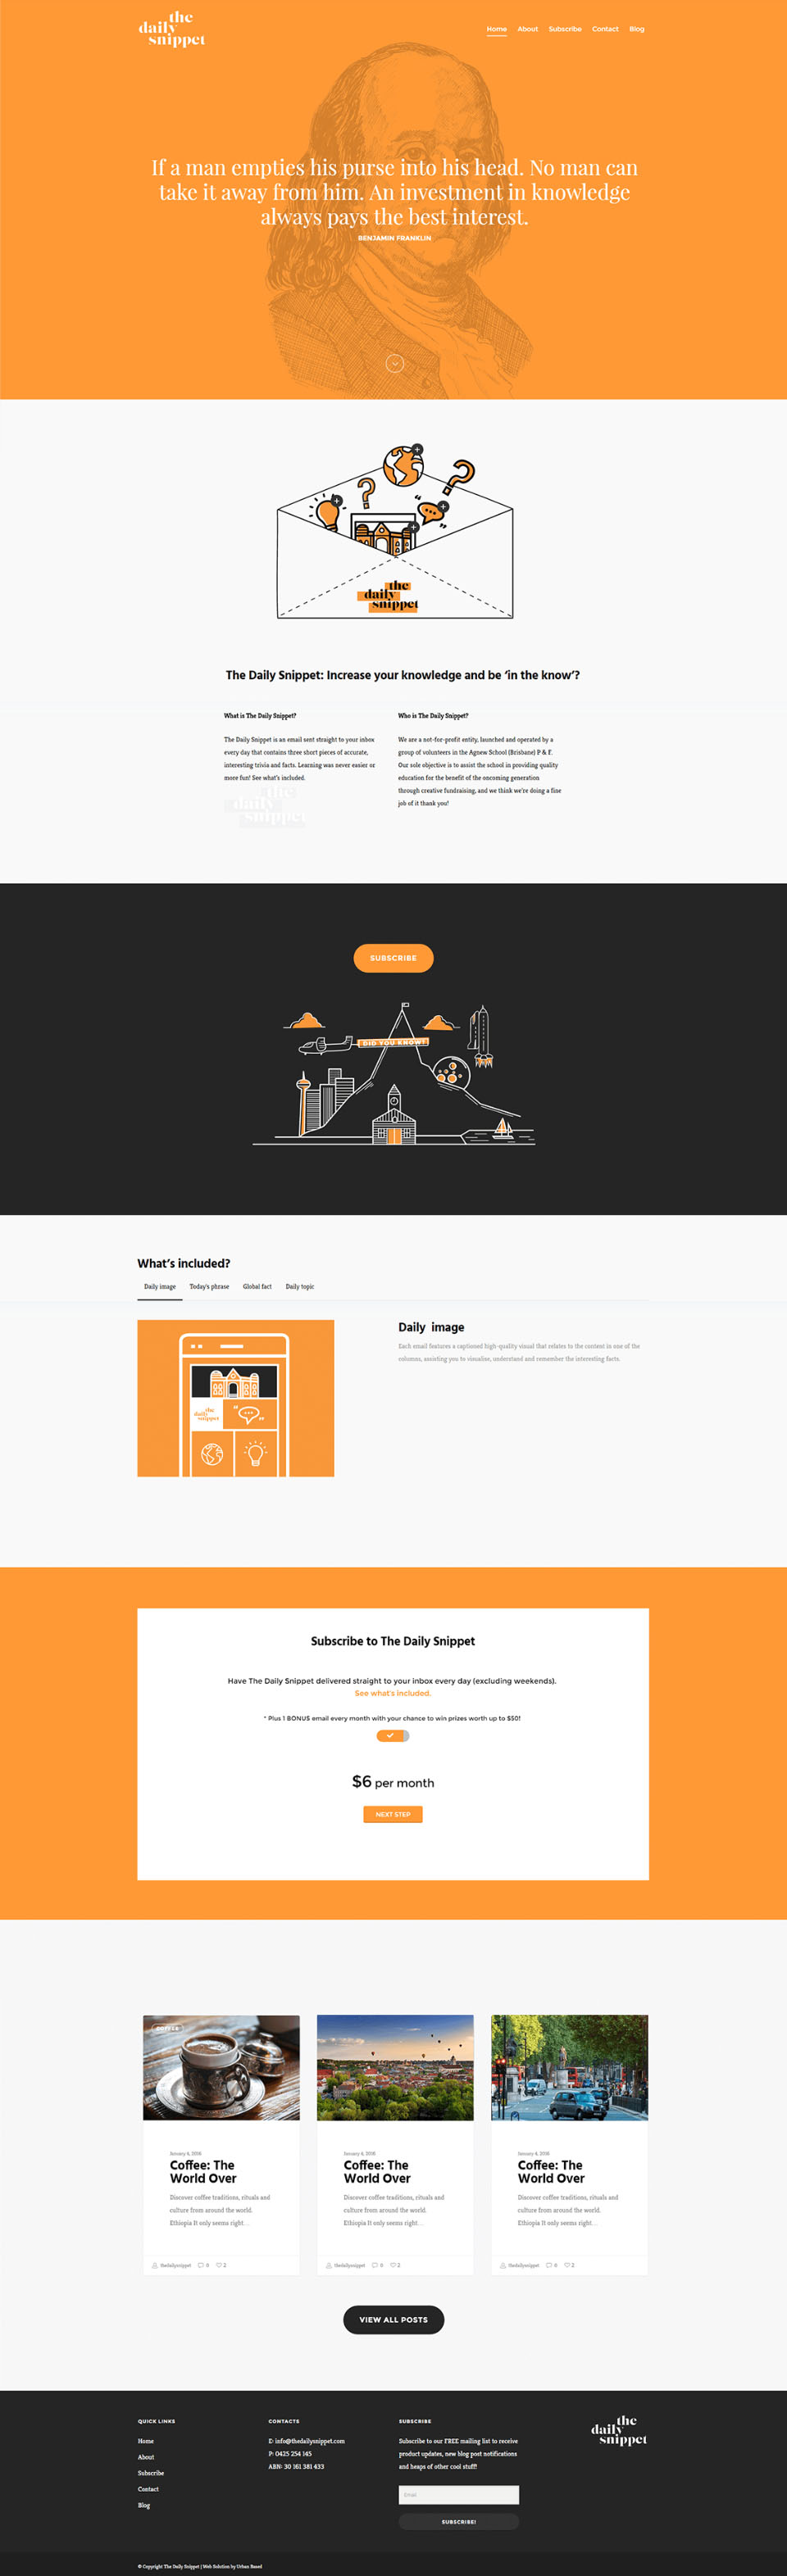 the
daily
snippet
Home About Subscribe Contact Blog
If a man empties his purse into his head. No man can
take it away from him. An investment in knowledge
always pays the best interest.
BENJAMIN FRANKLIN
the
daily
snippet
The Daily Snippet: Increase your knowledge and be ‘in the know’?
What is The Daily Snippet?
The Daily Snippet is an email sent straight to your inbox
every day that contains three short pieces of accurate,
interesting trivia and facts. Learning was never easier or
more fun! See what's included.
the
daily
snippet
Who is The Daily Snippet?
We are a not-for-profit entity, launched and operated by a
group of volunteers in the Agnew School (Brisbane) P & F.
Our sole objective is to assist the school in providing quality
education for the benefit of the oncoming generation
through creative fundraising, and we think we're doing a fine
job of it thank you!
SUBSCRIBE
DID YOU KNOW?
What's included?
Daily image Today's phrase Global fact Daily topic
the
daily
snippet
Daily image
Each email features a captioned high-quality visual that relates to the content in one of the
columns, assisting you to visualise, understand and remember the interesting facts.
Subscribe to The Daily Snippet
Have The Daily Snippet delivered straight to your inbox every day (excluding weekends).
See what's included.
* Plus 1 BONUS email every month with your chance to win prizes worth up to $50!
$6 per month
NEXT STEP
COFFEE
January 4, 2016
Coffee: The
World Over
Discover coffee traditions, rituals and
culture from around the world.
Ethiopia It only seems right...
thedailysnippet 0 2
January 4, 2016
Coffee: The
World Over
Discover coffee traditions, rituals and
culture from around the world.
Ethiopia It only seems right...
thedailysnippet 0 2
January 4, 2016
Coffee: The
World Over
Discover coffee traditions, rituals and
culture from around the world.
Ethiopia It only seems right...
thedailysnippet 0 2
VIEW ALL POSTS
QUICK LINKS
Home
About
Subscribe
Contact
Blog
CONTACTS
E: info@thedailysnippet.com
P: 0425 254 145
ABN: 30 161 381 433
SUBSCRIBE
Subscribe to our FREE mailing list to receive
product updates, new blog post notifications
and heaps of other cool stuff!
Email
SUBSCRIBE!
the
daily
snippet
© Copyright The Daily Snippet | Web Solution by Urban Based